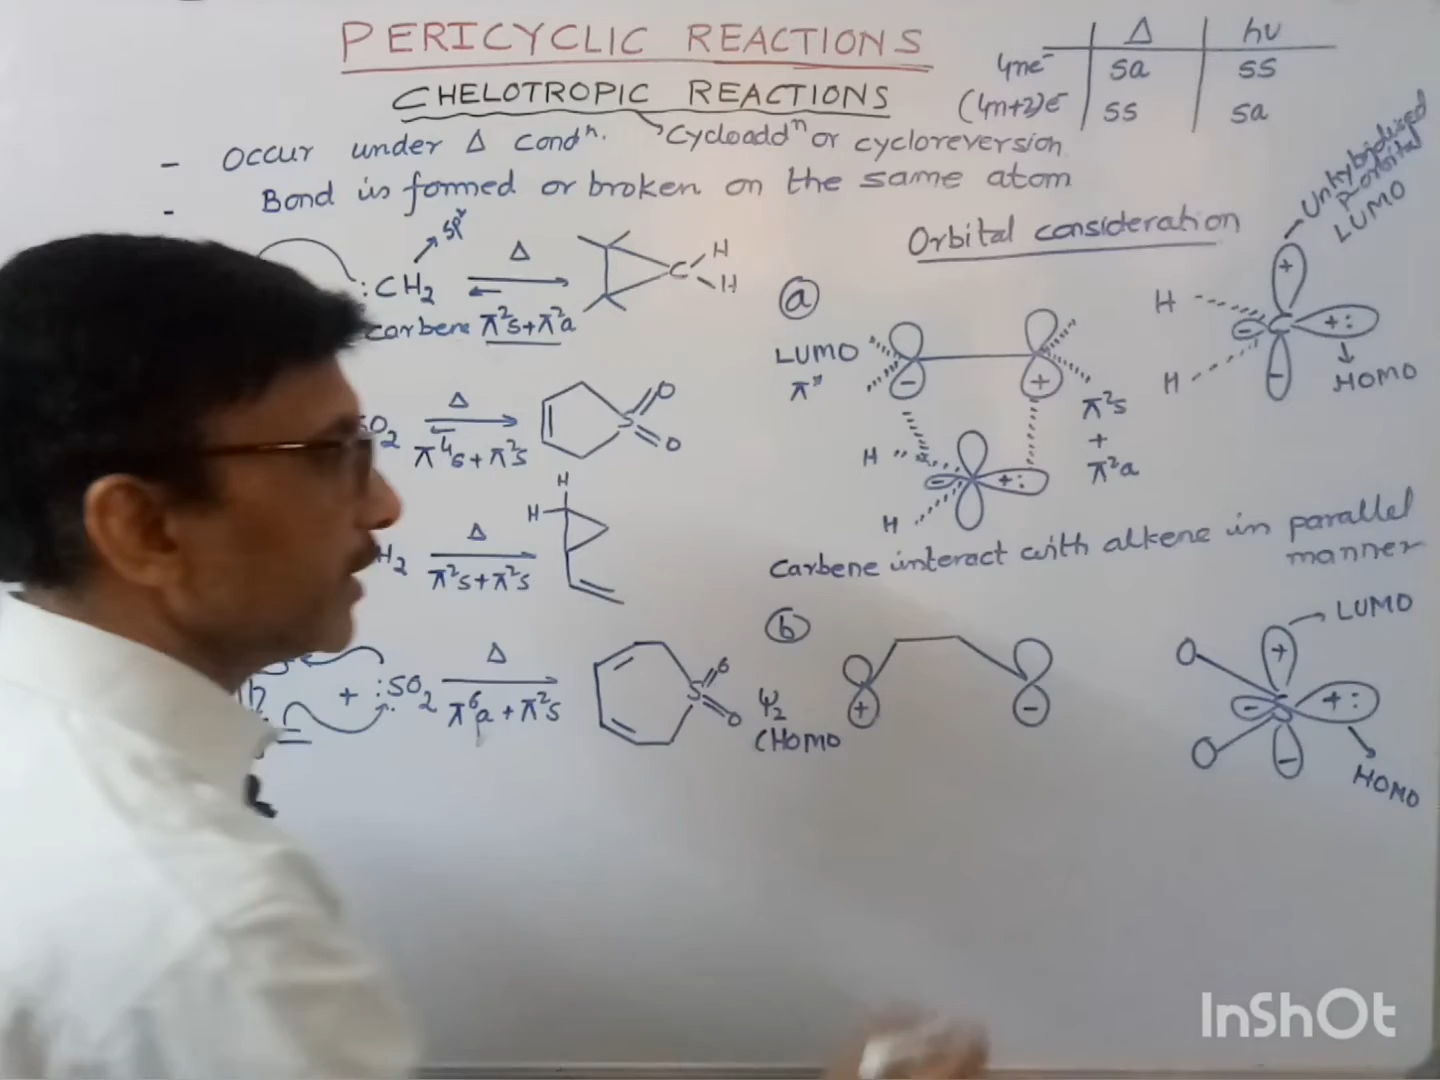 PERICYCLIC REACTIONS
Δ hν
4ne⁻ sa ss
(4n+2)e⁻ ss sa
CHELOTROPIC REACTIONS
Cycloaddⁿ or cycloreversion
- Occur under Δ Condⁿ.
- Bond is formed or broken on the same atom
sp²
:CH₂ Δ C H H
carbene π²s+π²a
SO₂ Δ S O O
π⁴s+π²s
H
H
H₂ Δ
π²s+π²s
+ :SO₂ Δ S O O
π⁶a+π²s
Orbital consideration
Unhybridized
p-orbital
LUMO
H + - C + :
H - HOMO
(a)
LUMO
π*
- +
π²s
+
π²a
H
- + :
H
Carbene interact with alkene in parallel
manner
(b)
ψ₂
(HOMO
+ -
LUMO
O + - S + :
O -
HOMO
InShOt